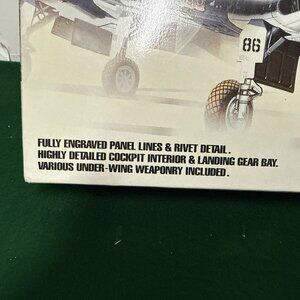 86
FULLY ENGRAVED PANEL LINES & RIVET DETAIL.
HIGHLY DETAILED COCKPIT INTERIOR & LANDING GEAR BAY.
VARIOUS UNDER-WING WEAPONRY INCLUDED.